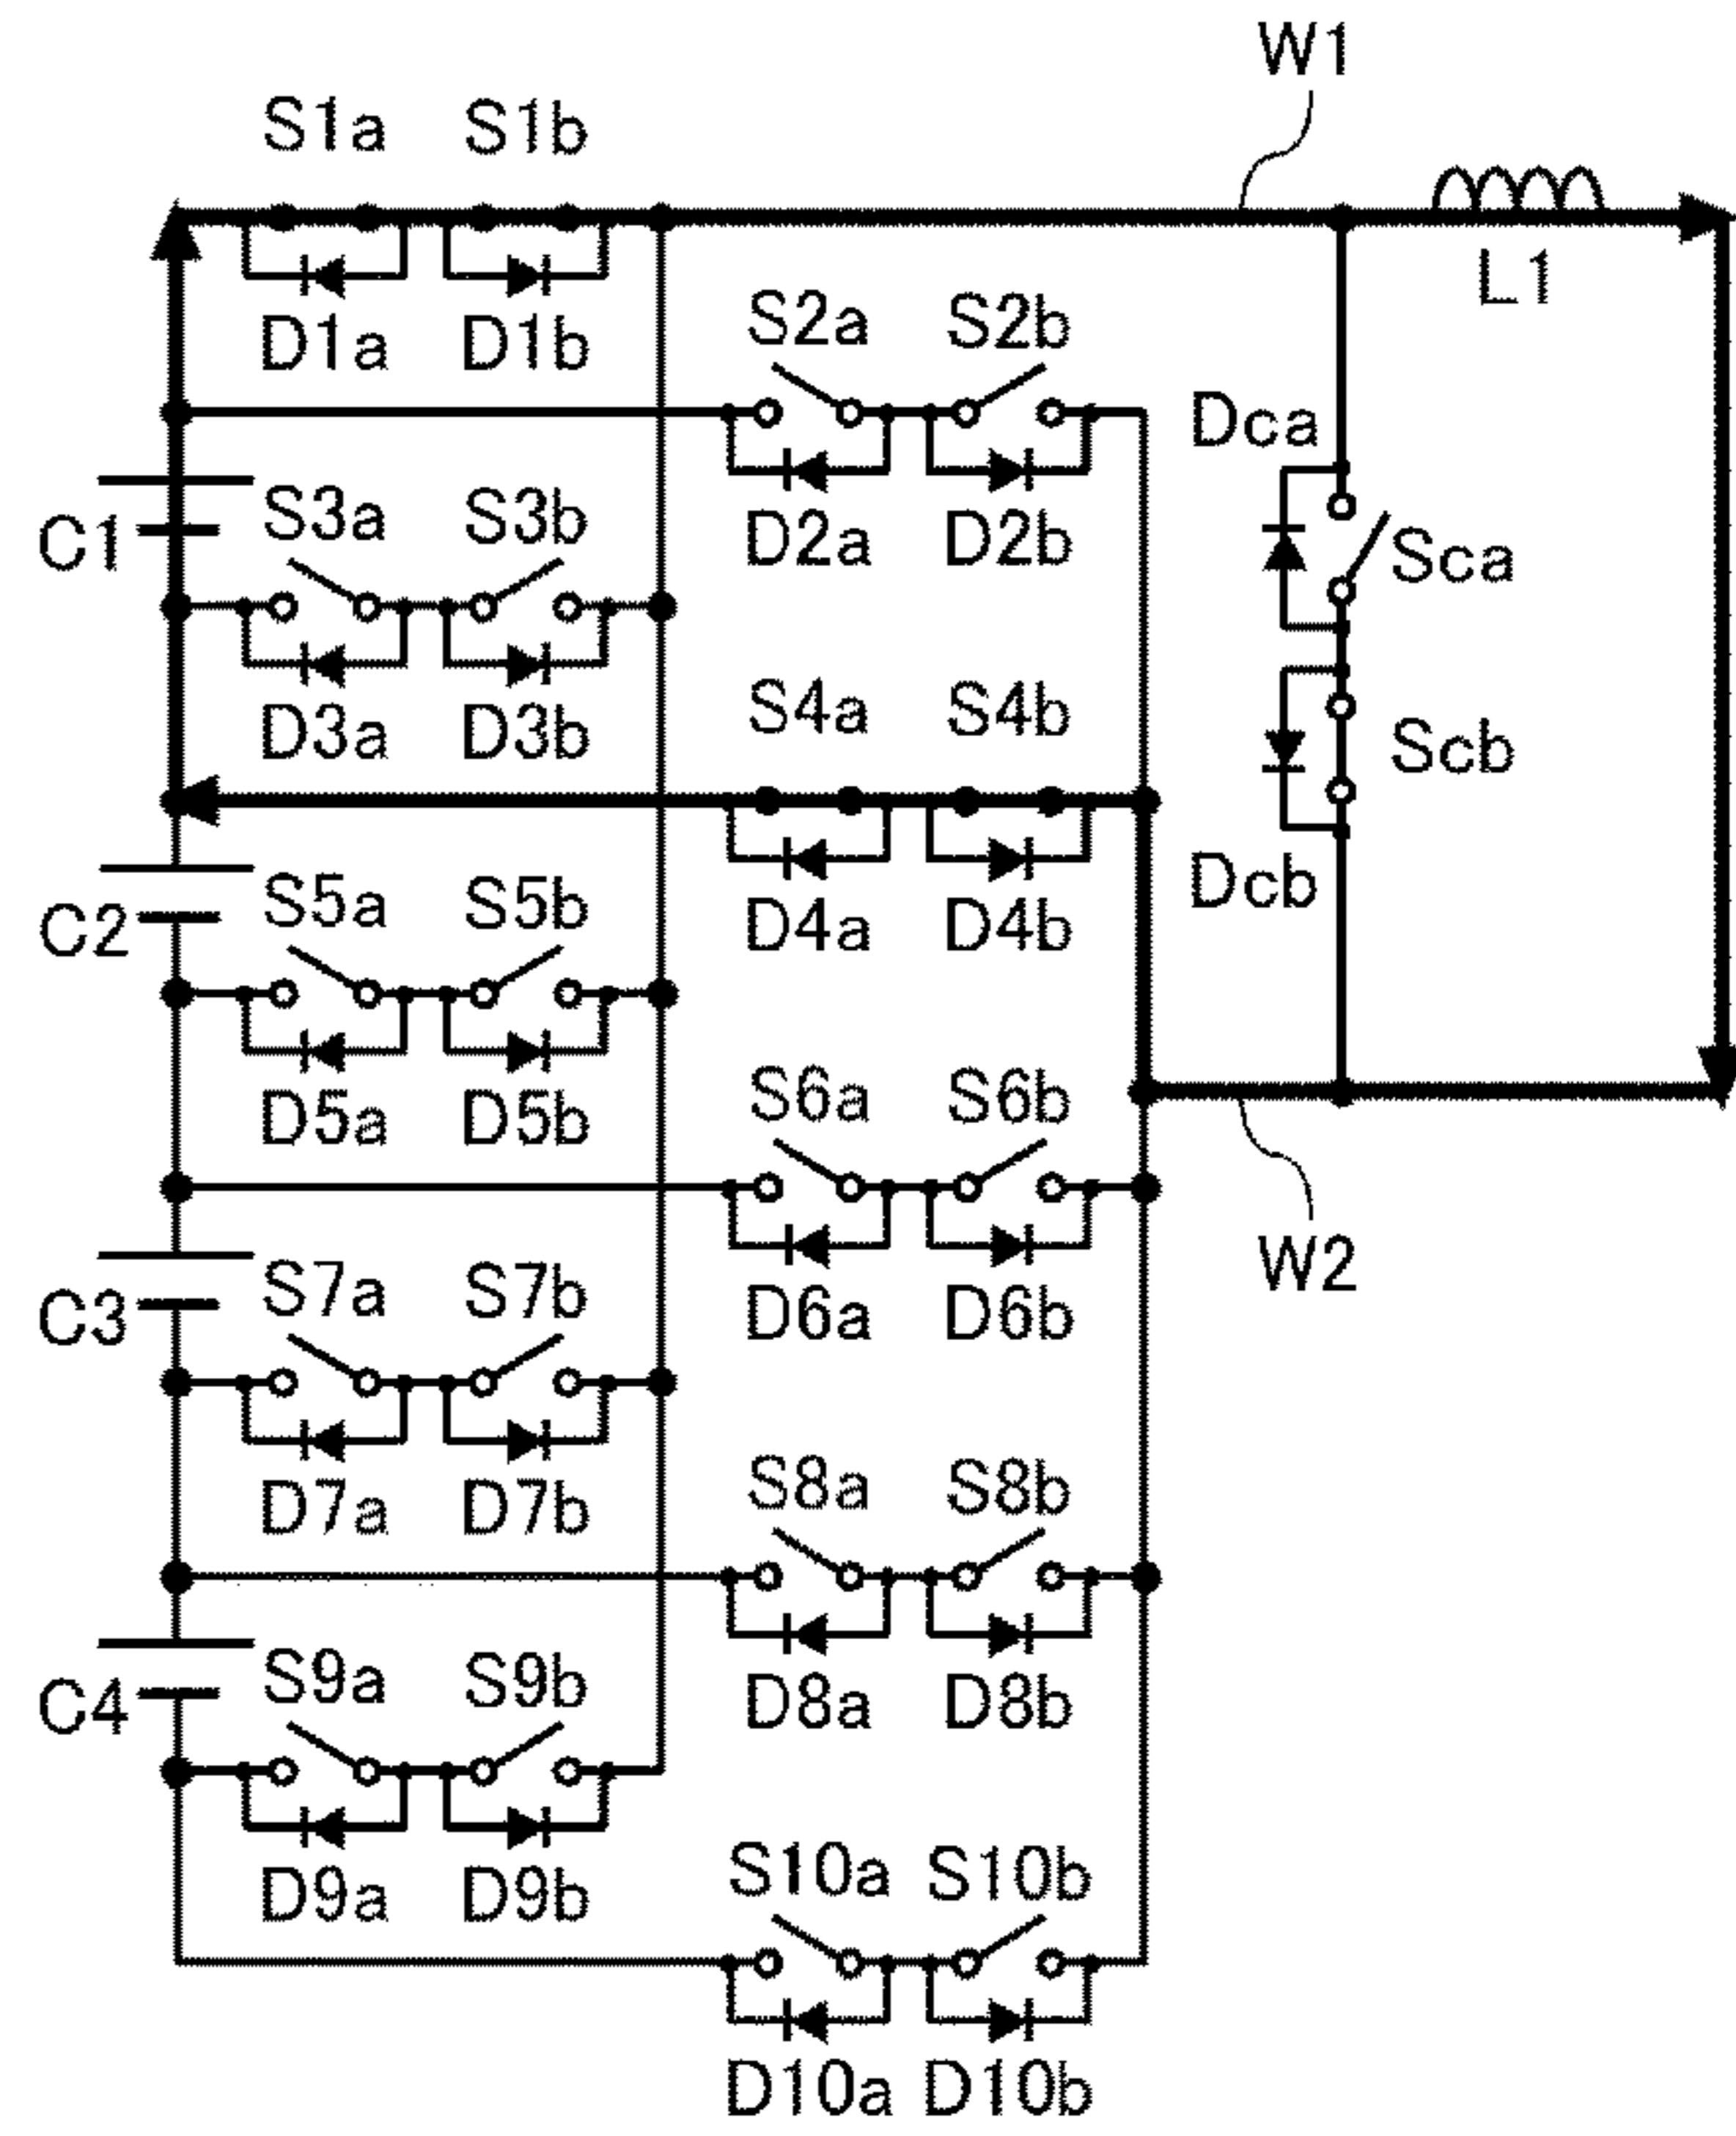 W1
S1a S1b
L1
D1a D1b
S2a S2b
Dca
C1
S3a S3b
D2a D2b
Sca
D3a D3b
S4a S4b
Scb
Dcb
C2
S5a S5b
D4a D4b
D5a D5b
S6a S6b
W2
C3
S7a S7b
D6a D6b
D7a D7b
S8a S8b
C4
S9a S9b
D8a D8b
D9a D9b
S10a S10b
D10a D10b